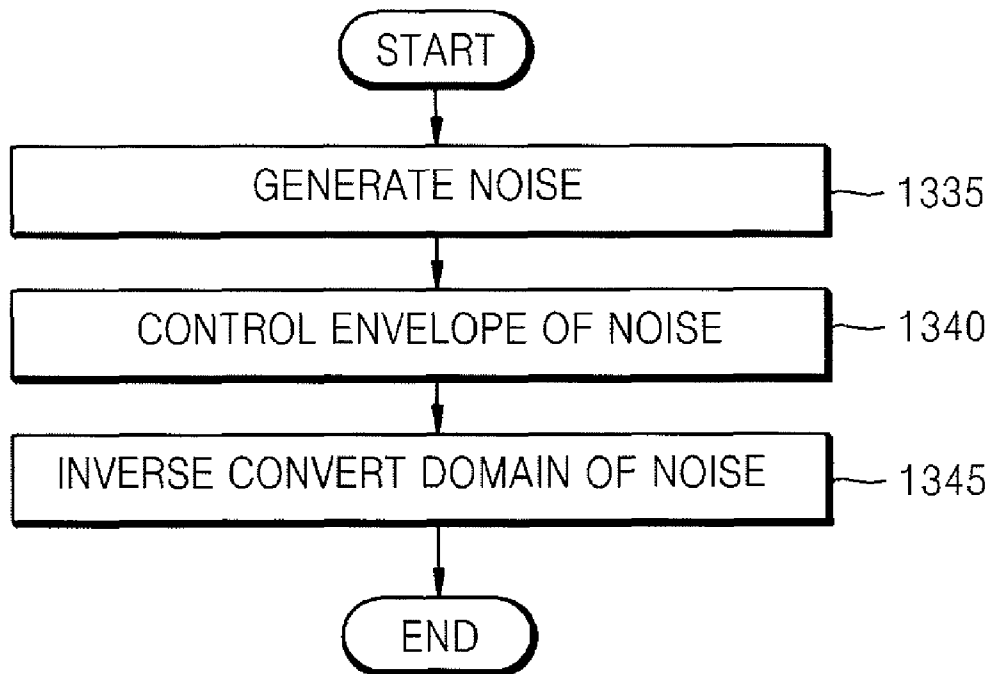 START
GENERATE NOISE
1335
CONTROL ENVELOPE OF NOISE
1340
INVERSE CONVERT DOMAIN OF NOISE
1345
END